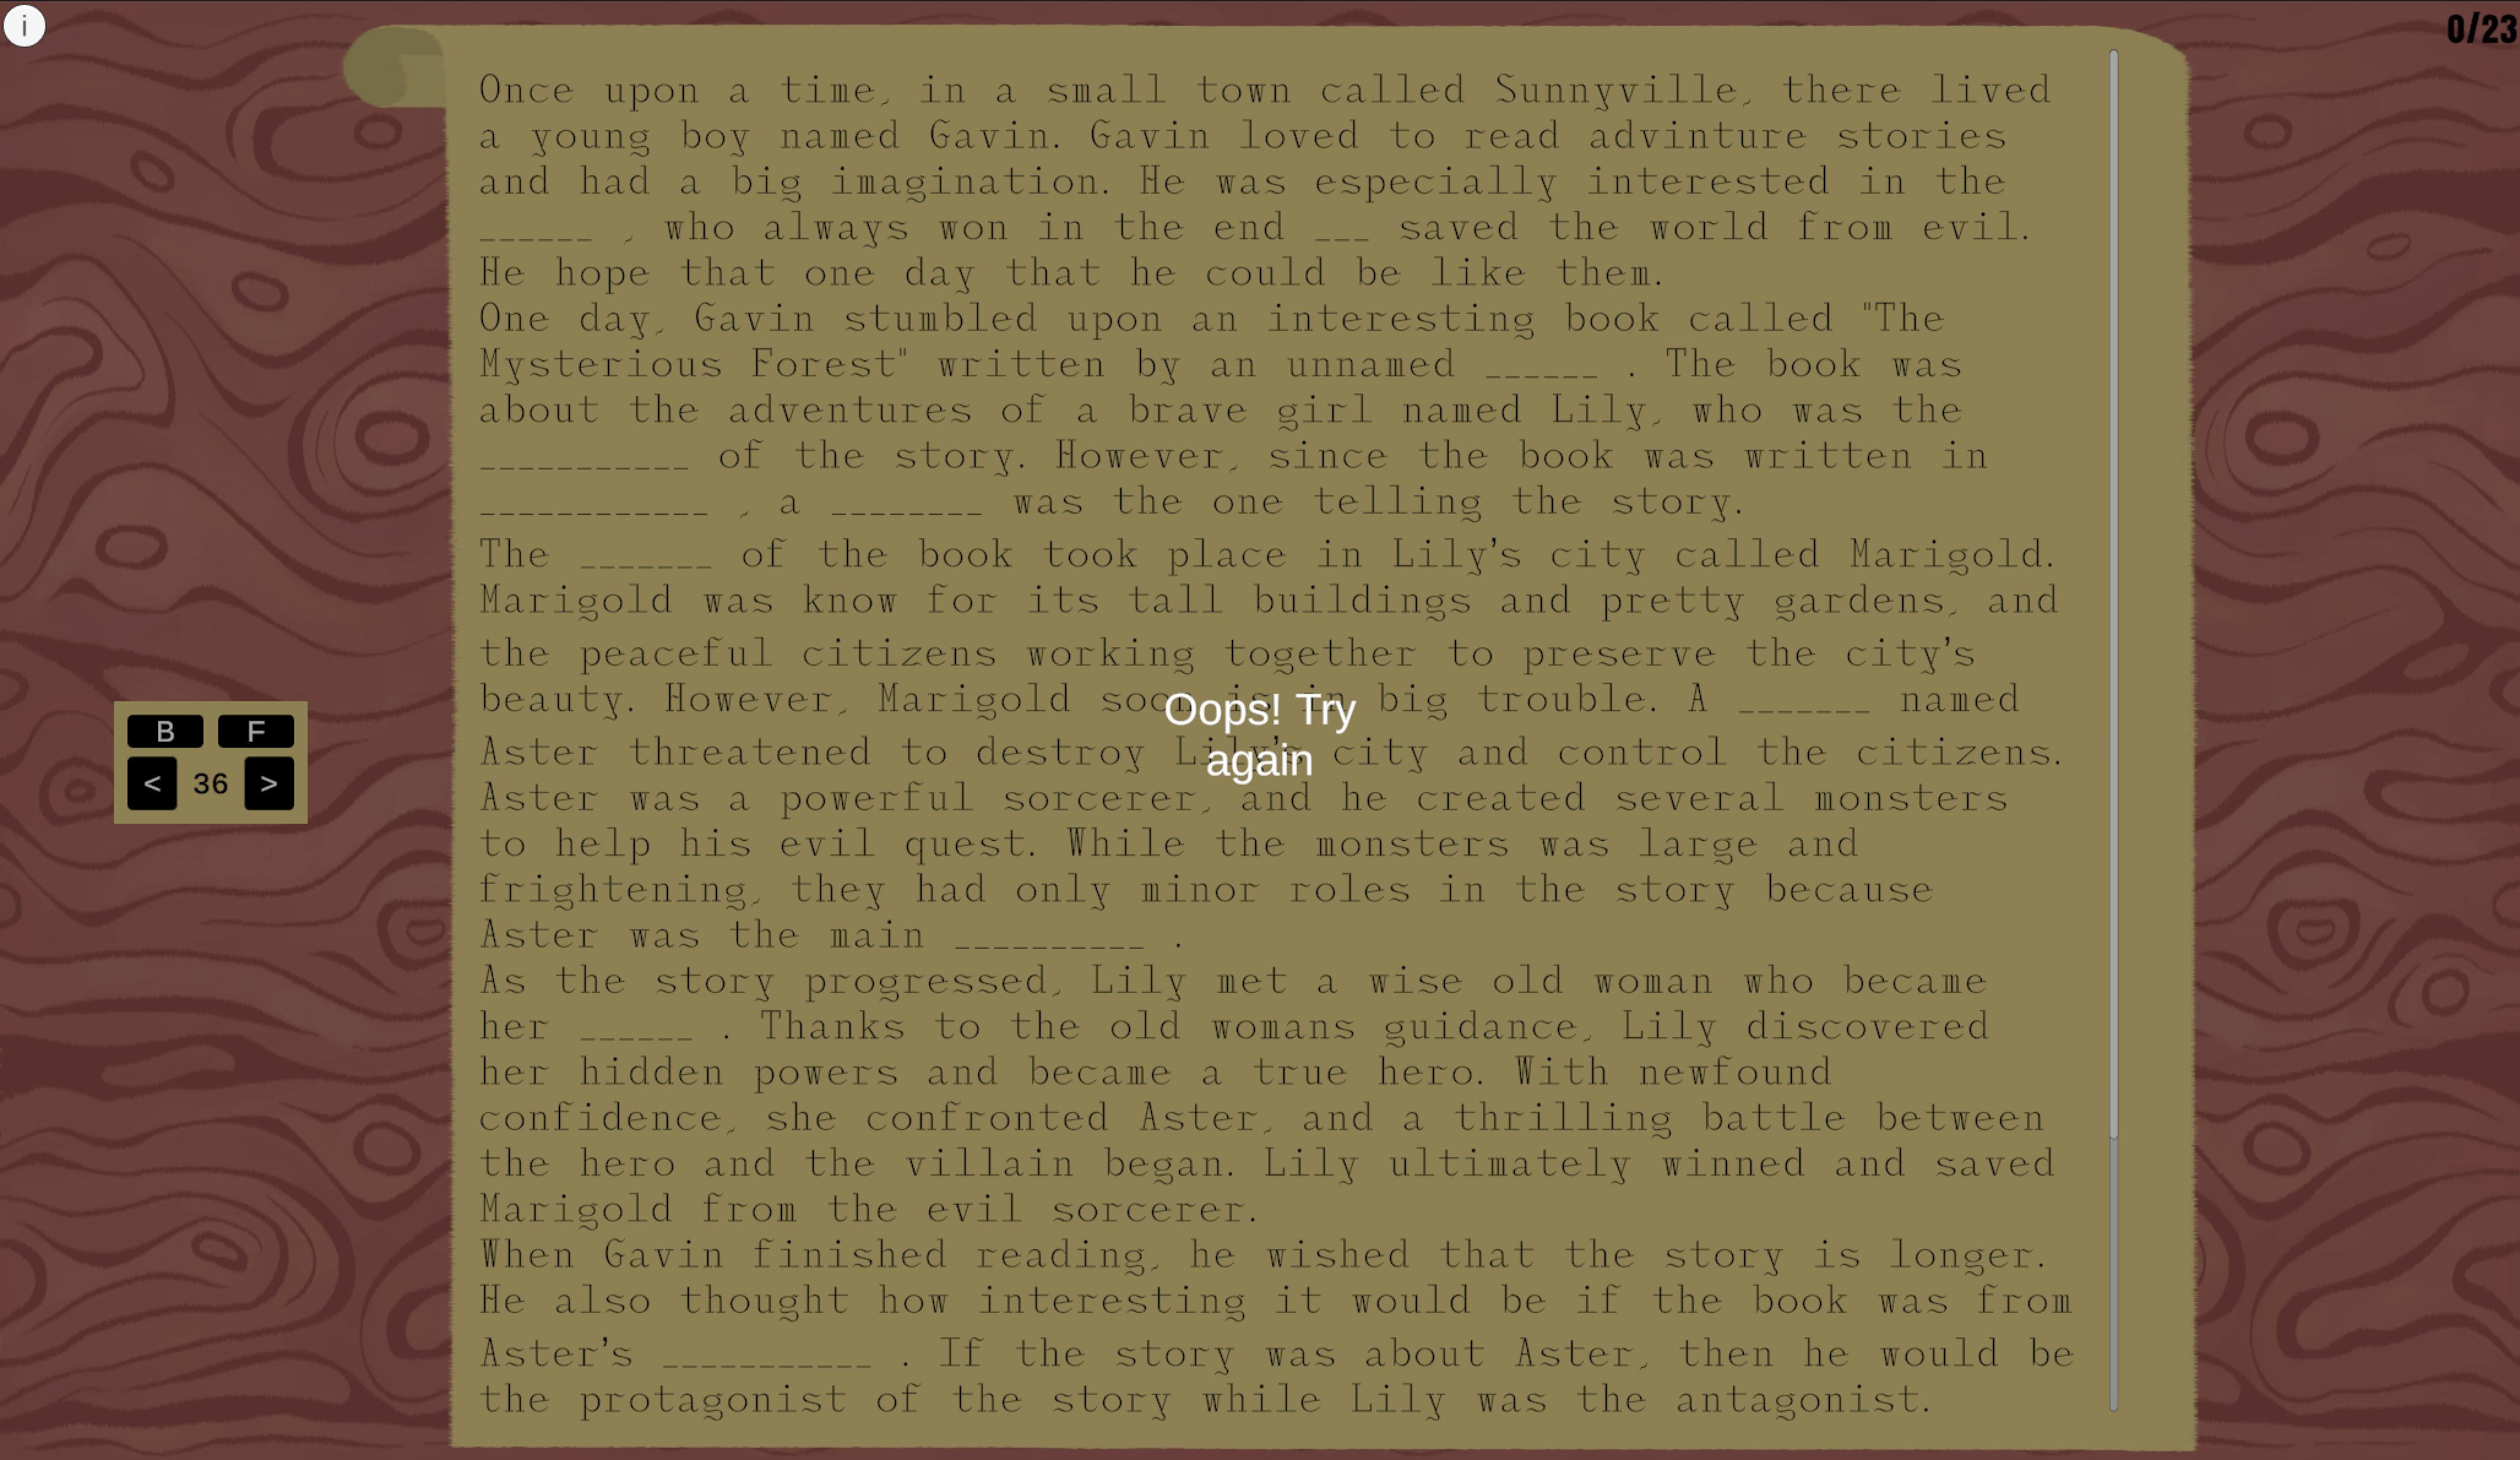 i
0/23
Once upon a time, in a small town called Sunnyville, there lived
a young boy named Gavin. Gavin loved to read advinture stories
and had a big imagination. He was especially interested in the
______ , who always won in the end ___ saved the world from evil.
He hope that one day that he could be like them.
One day, Gavin stumbled upon an interesting book called "The
Mysterious Forest" written by an unnamed ______ . The book was
about the adventures of a brave girl named Lily, who was the
___________ of the story. However, since the book was written in
____________ , a ________ was the one telling the story.
The _______ of the book took place in Lily's city called Marigold.
Marigold was know for its tall buildings and pretty gardens, and
the peaceful citizens working together to preserve the city's
beauty. However, Marigold soon is in big trouble. A _______ named
Aster threatened to destroy Lily's city and control the citizens.
Aster was a powerful sorcerer, and he created several monsters
to help his evil quest. While the monsters was large and
frightening, they had only minor roles in the story because
Aster was the main __________ .
As the story progressed, Lily met a wise old woman who became
her ______ . Thanks to the old womans guidance, Lily discovered
her hidden powers and became a true hero. With newfound
confidence, she confronted Aster, and a thrilling battle between
the hero and the villain began. Lily ultimately winned and saved
Marigold from the evil sorcerer.
When Gavin finished reading, he wished that the story is longer.
He also thought how interesting it would be if the book was from
Aster's ___________ . If the story was about Aster, then he would be
the protagonist of the story while Lily was the antagonist.
Oops! Try
again
B F
< 36 >